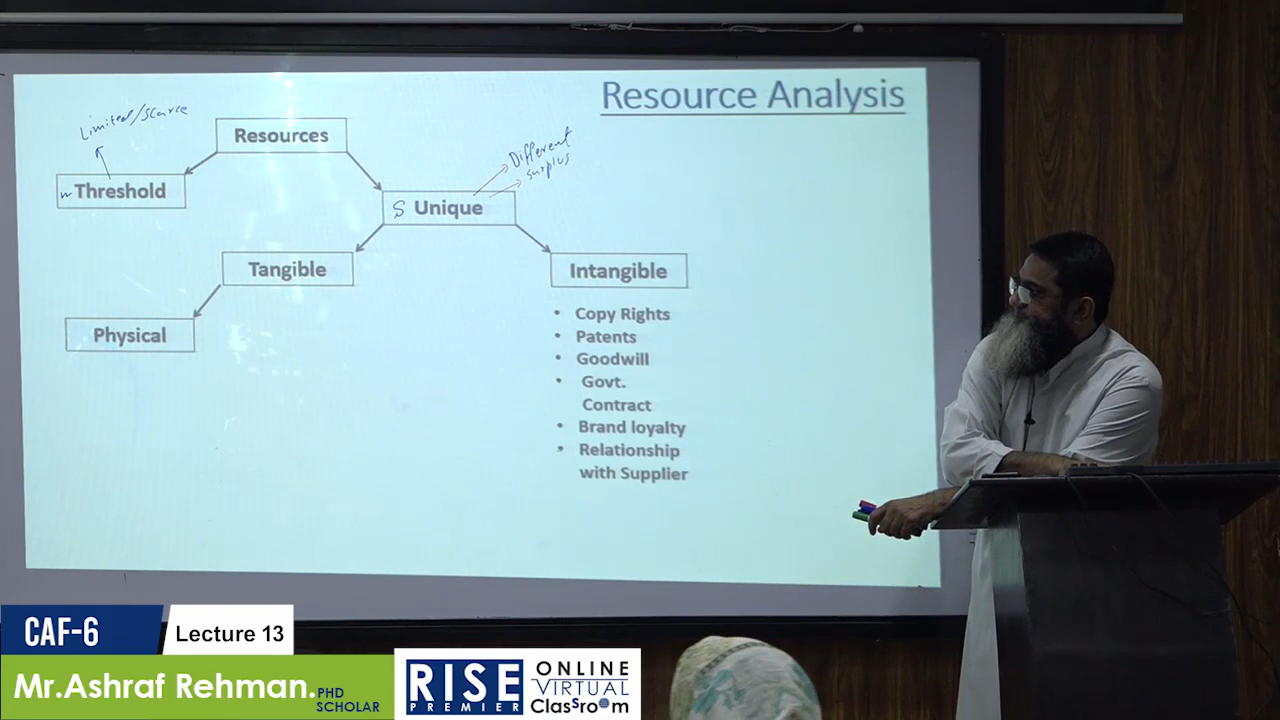 Resource Analysis
Limited/Scarce
Resources
Different
surplus
w Threshold
S Unique
Tangible
Intangible
Physical
• Copy Rights
• Patents
• Goodwill
• Govt.
Contract
• Brand loyalty
• Relationship
with Supplier
CAF-6
Lecture 13
Mr.Ashraf Rehman.PHD
SCHOLAR
RISE
PREMIER
ONLINE
VIRTUAL
Classroom